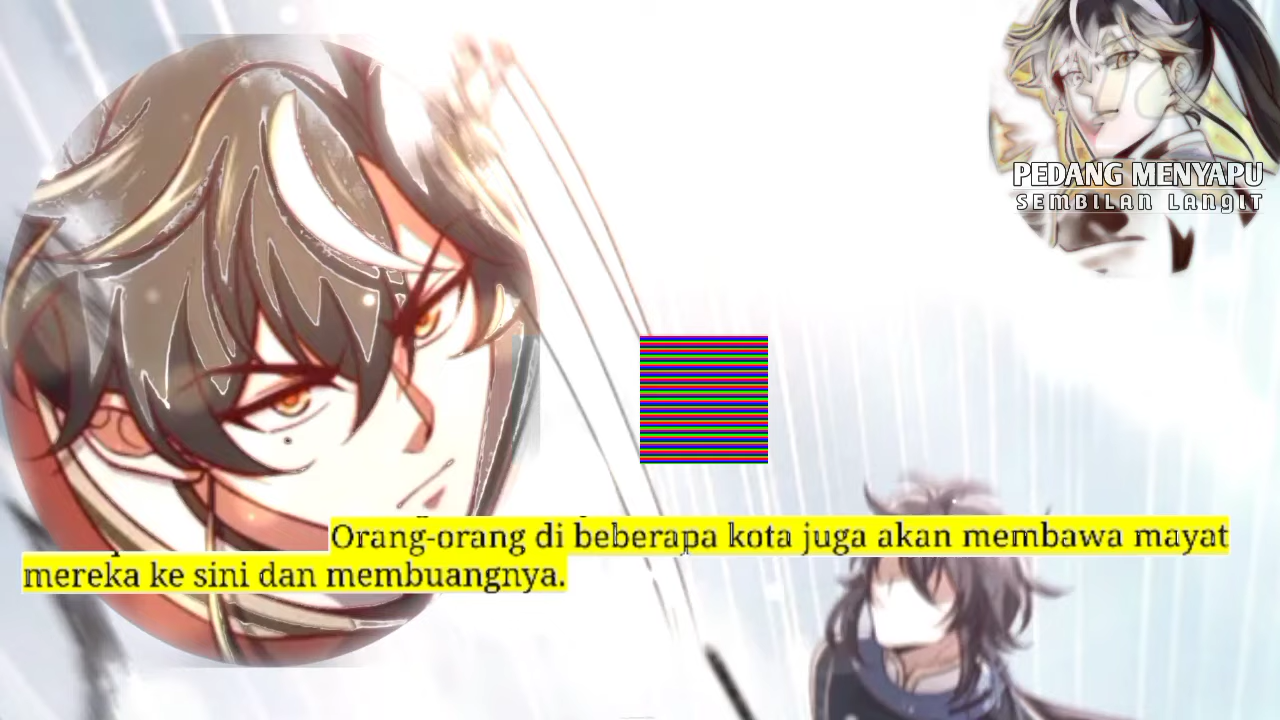 PEDANG MENYAPU
SEMBILAN LANGIT
Orang-orang di beberapa kota juga akan membawa mayat
mereka ke sini dan membuangnya.